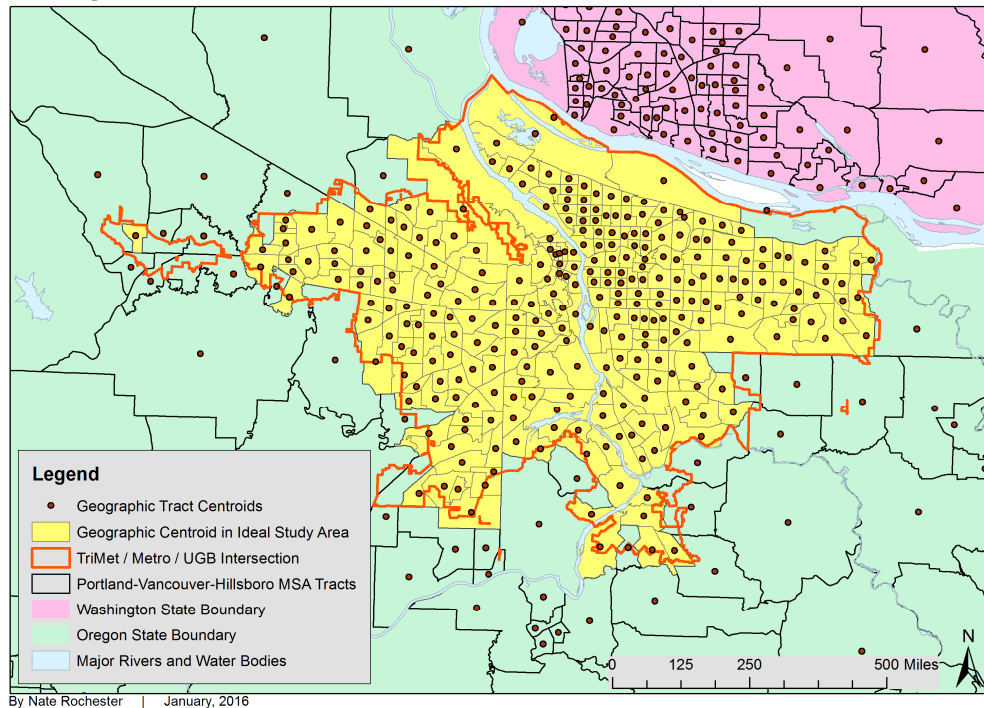 Legend
Geographic Tract Centroids
Geographic Centroid in Ideal Study Area
TriMet / Metro / UGB Intersection
Portland-Vancouver-Hillsboro MSA Tracts
Washington State Boundary
Oregon State Boundary
Major Rivers and Water Bodies
N
0 125 250 500 Miles
By Nate Rochester | January, 2016